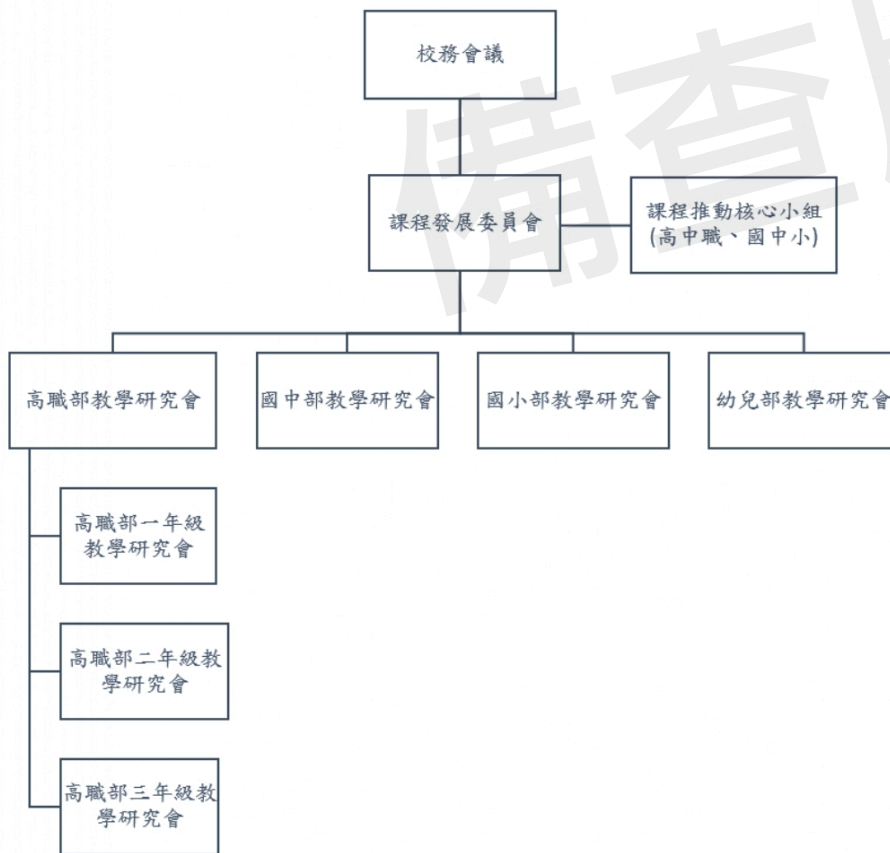 校務會議
課程發展委員會
課程推動核心小組
(高中職、國中小)
高職部教學研究會
國中部教學研究會
國小部教學研究會
幼兒部教學研究會
高職部一年級
教學研究會
高職部二年級教
學研究會
高職部三年級教
學研究會
備查